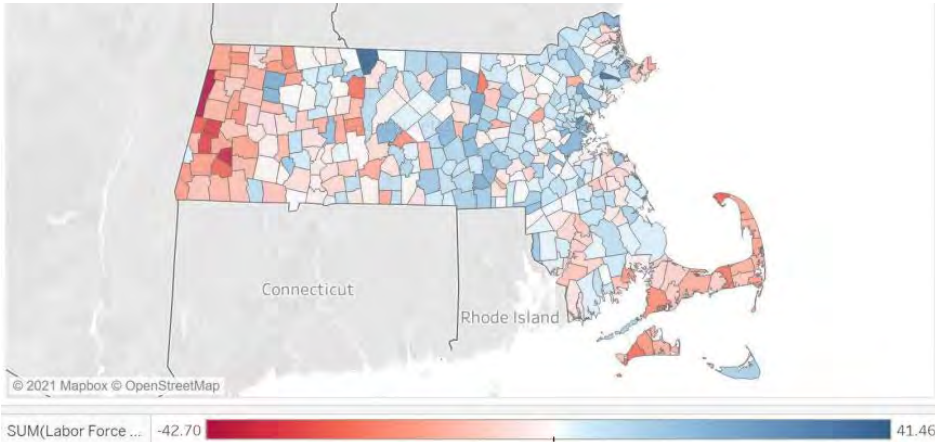 Connecticut
Rhode Island
© 2021 Mapbox © OpenStreetMap
SUM(Labor Force ... -42.70 41.46